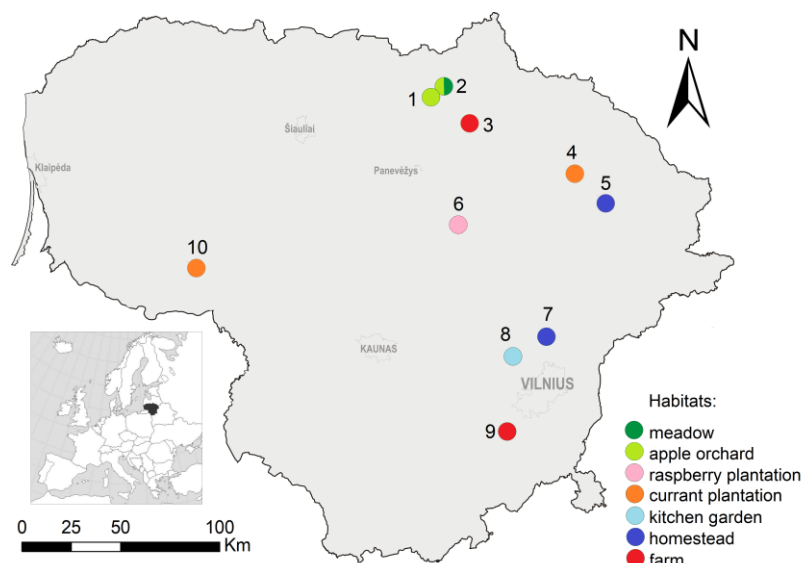 N
1
2
3
4
5
6
7
8
9
10
Šiauliai
Klaipėda
Panevėžys
KAUNAS
VILNIUS
Habitats:
meadow
apple orchard
raspberry plantation
currant plantation
kitchen garden
homestead
farm
0 25 50 100
Km